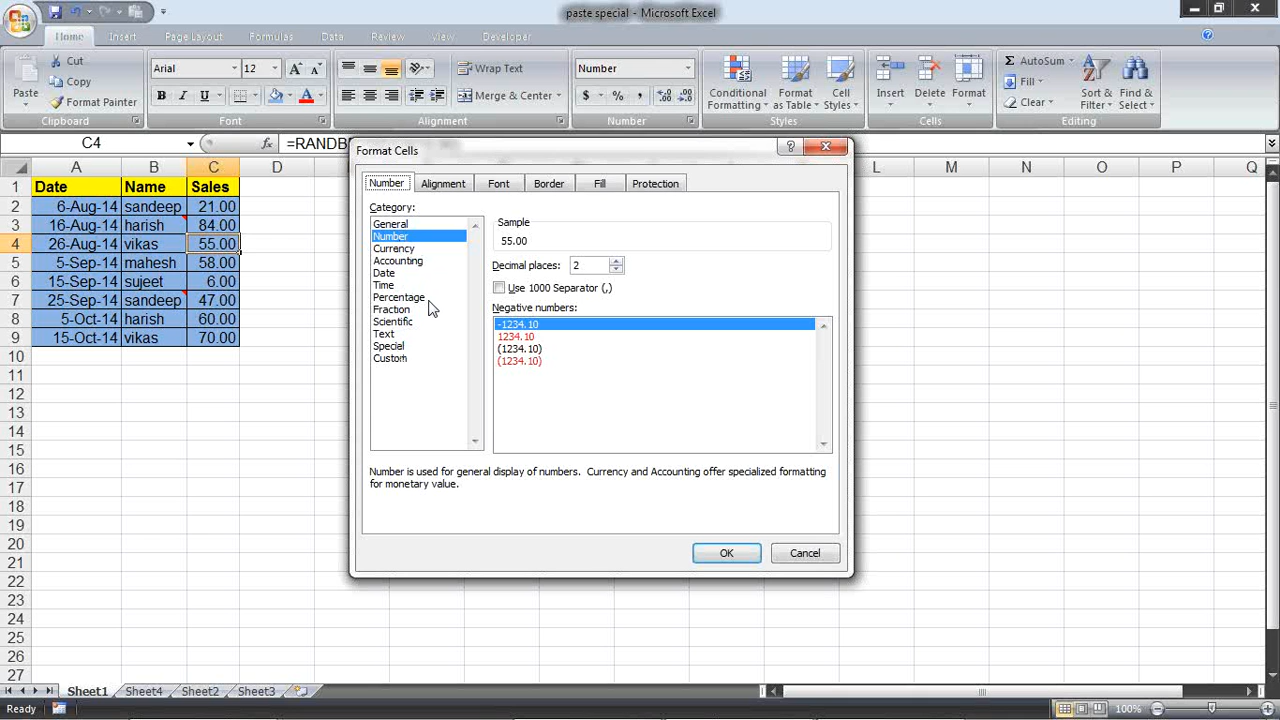 paste special - Microsoft Excel
Home Insert Page Layout Formulas Data Review View Developer
Cut
Copy
Format Painter
Paste
Clipboard
Arial 12
B I U
Font
Wrap Text
Merge & Center
Alignment
Number
$ % ,
Number
Conditional Formatting
Format as Table
Cell Styles
Styles
Insert Delete Format
Cells
AutoSum
Fill
Clear
Sort & Filter
Find & Select
Editing
C4 fx =RANDB
A B C D L M N O P Q
1 Date Name Sales
2 6-Aug-14 sandeep 21.00
3 16-Aug-14 harish 84.00
4 26-Aug-14 vikas 55.00
5 5-Sep-14 mahesh 58.00
6 15-Sep-14 sujeet 6.00
7 25-Sep-14 sandeep 47.00
8 5-Oct-14 harish 60.00
9 15-Oct-14 vikas 70.00
10
11
12
13
14
15
16
17
18
19
20
21
22
23
24
25
26
27
Format Cells
Number Alignment Font Border Fill Protection
Category:
General
Number
Currency
Accounting
Date
Time
Percentage
Fraction
Scientific
Text
Special
Custom
Sample
55.00
Decimal places: 2
Use 1000 Separator (,)
Negative numbers:
-1234.10
1234.10
(1234.10)
(1234.10)
Number is used for general display of numbers. Currency and Accounting offer specialized formatting
for monetary value.
OK Cancel
Sheet1 Sheet4 Sheet2 Sheet3
Ready 100%